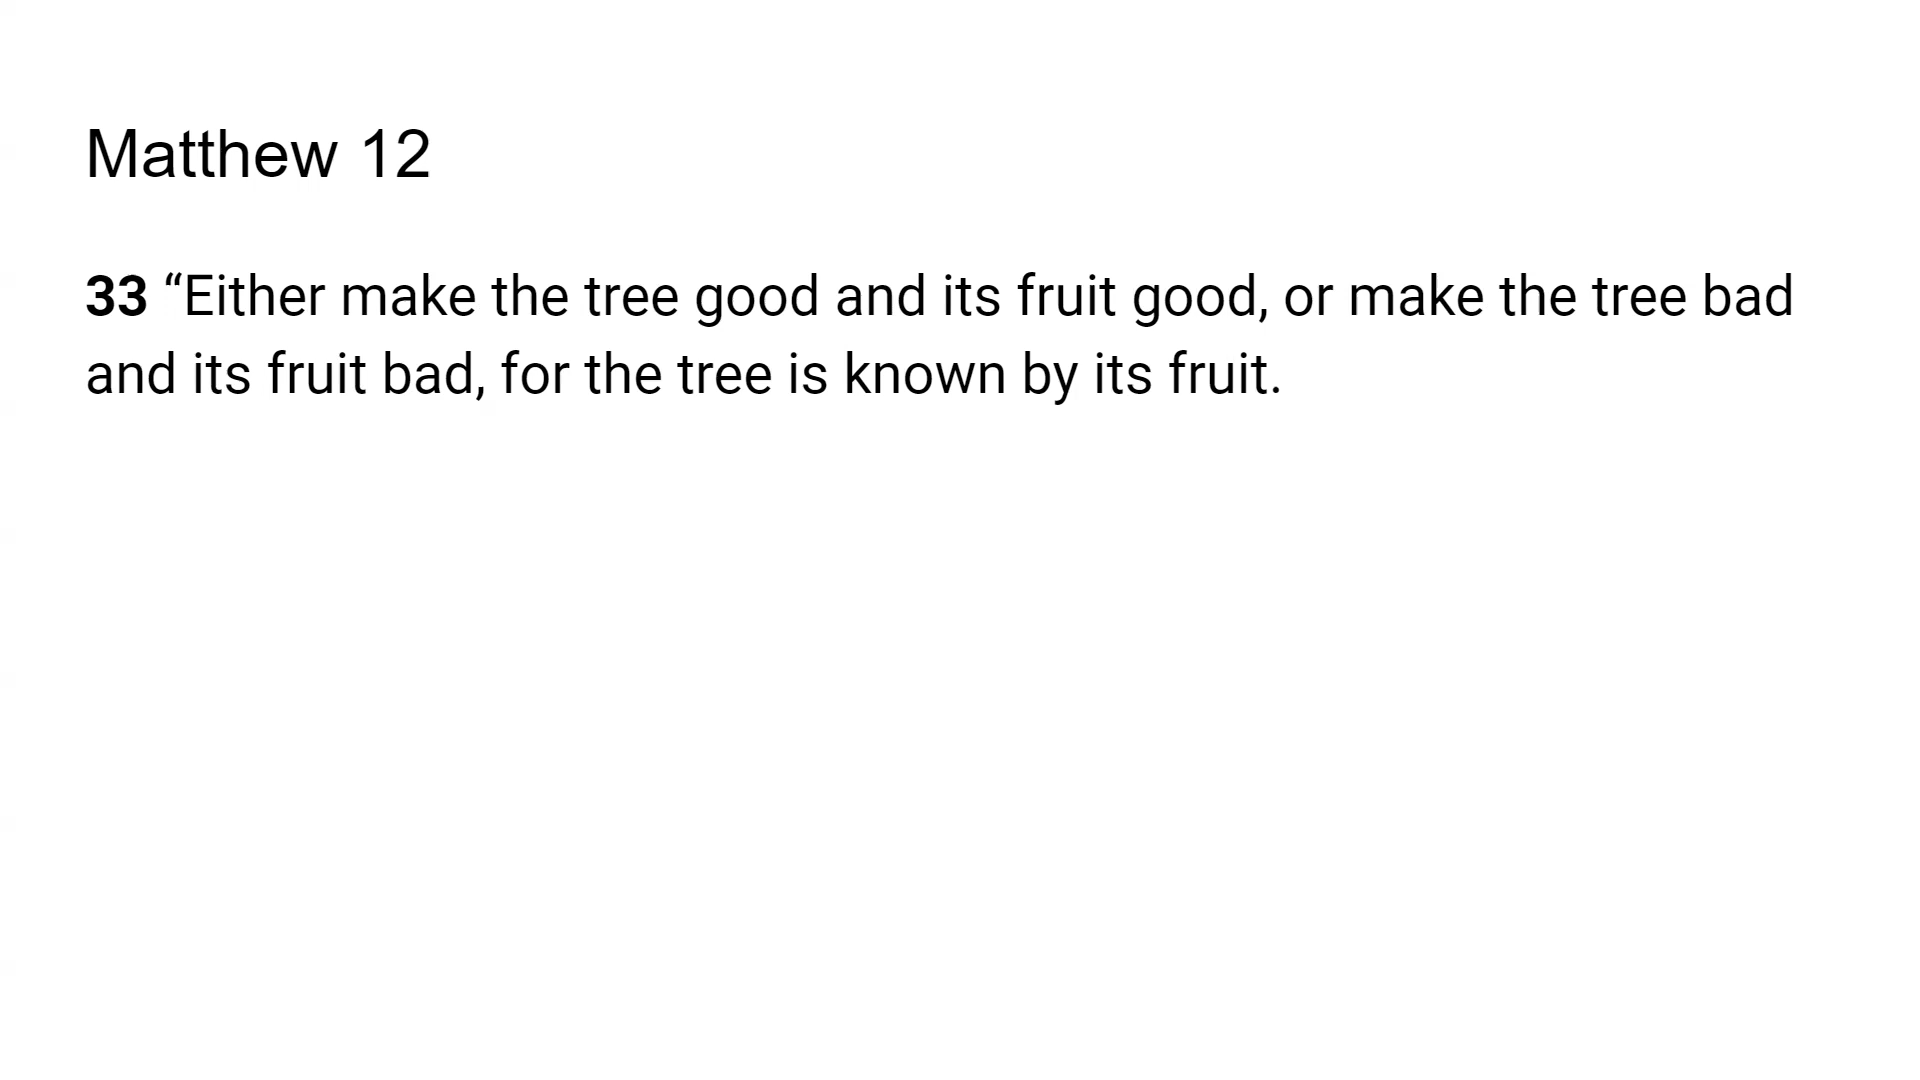 Matthew 12
33 “Either make the tree good and its fruit good, or make the tree bad
and its fruit bad, for the tree is known by its fruit.